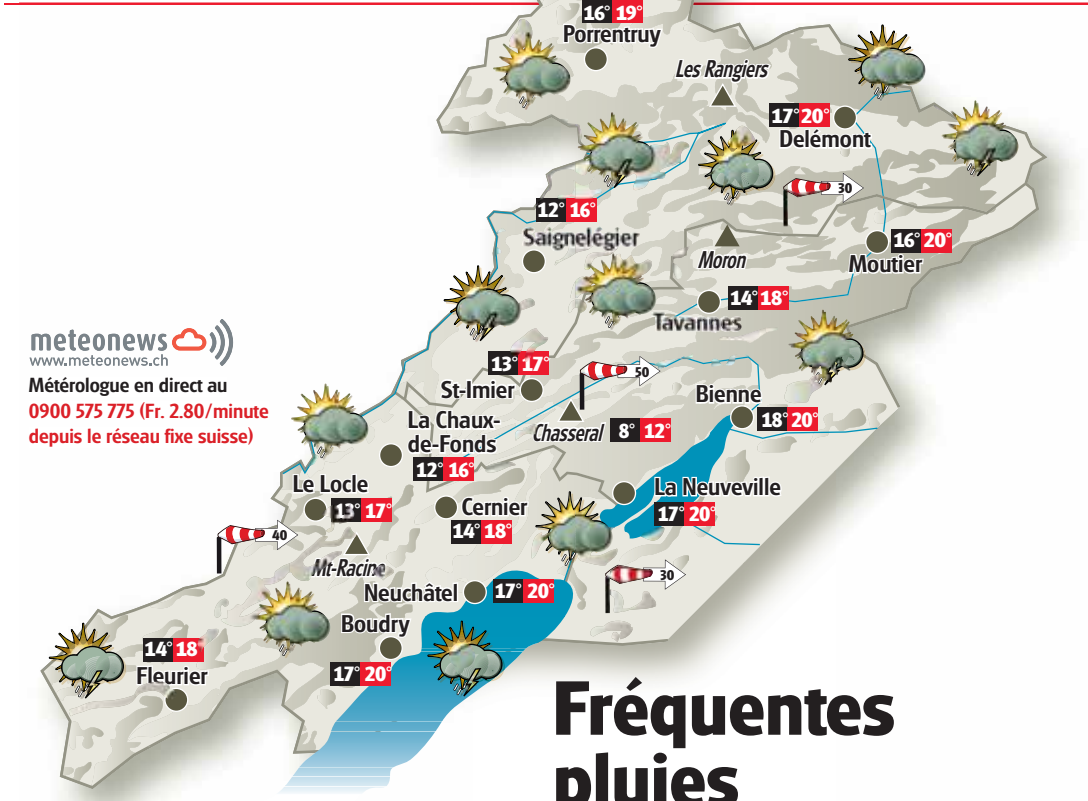 16° 19°
Porrentruy
Les Rangiers
17° 20°
Delémont
30
12° 16°
Saignelégier
16° 20°
Moutier
Moron
14° 18°
Tavannes
meteonews
www.meteonews.ch
Métérologue en direct au
0900 575 775 (Fr. 2.80/minute
depuis le réseau fixe suisse)
13° 17°
St-Imier
50
Bienne
18° 20°
Chasseral 8° 12°
La Chaux-
de-Fonds
12° 16°
Le Locle
13° 17°
La Neuveville
17° 20°
Cernier
14° 18°
40
Mt-Racine
30
Neuchâtel 17° 20°
Boudry
17° 20°
14° 18°
Fleurier
Fréquentes
pluies